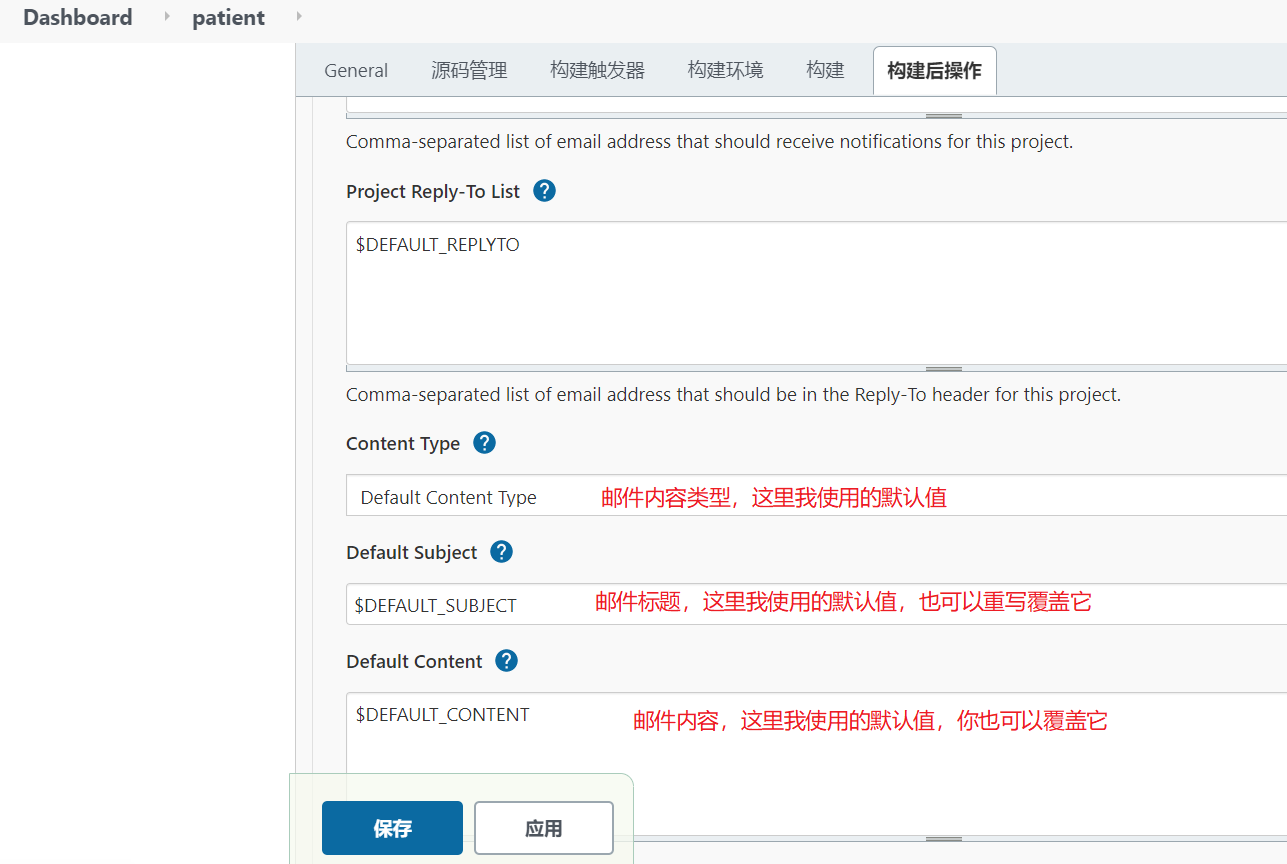 Dashboard patient
General 源码管理 构建触发器 构建环境 构建 构建后操作
Comma-separated list of email address that should receive notifications for this project.
Project Reply-To List ?
$DEFAULT_REPLYTO
Comma-separated list of email address that should be in the Reply-To header for this project.
Content Type ?
Default Content Type 邮件内容类型，这里我使用的默认值
Default Subject ?
$DEFAULT_SUBJECT 邮件标题，这里我使用的默认值，也可以重写覆盖它
Default Content ?
$DEFAULT_CONTENT 邮件内容，这里我使用的默认值，你也可以覆盖它
保存 应用